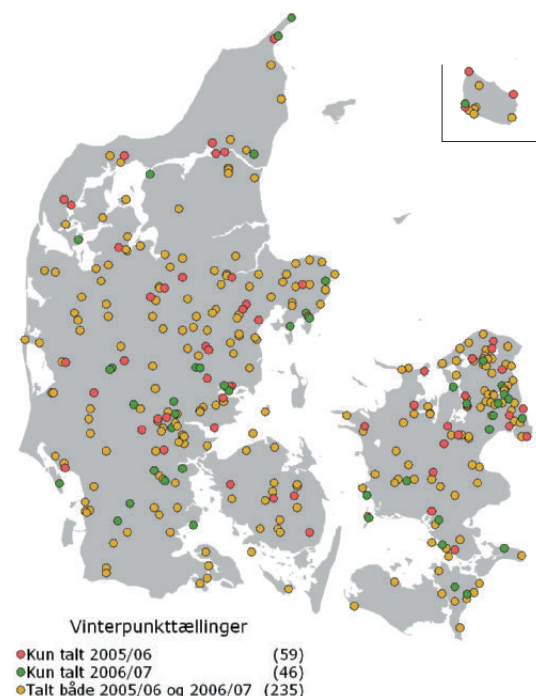 Vinterpunkttællinger
Kun talt 2005/06 (59)
Kun talt 2006/07 (46)
Talt både 2005/06 og 2006/07 (235)